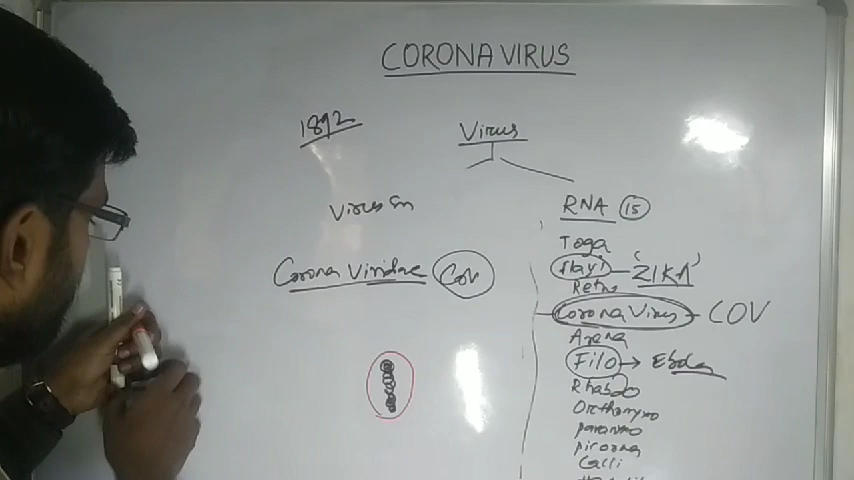 CORONA VIRUS
1892
Virus
Virus
RNA 15
Toga
Flavi - 'ZIKA'
Retro
Corona Viridae COV
Corona Virus - COV
Arena
Filo → Ebola
Rhabdo
Orthomyxo
Paramyxo
Picorna
Calci